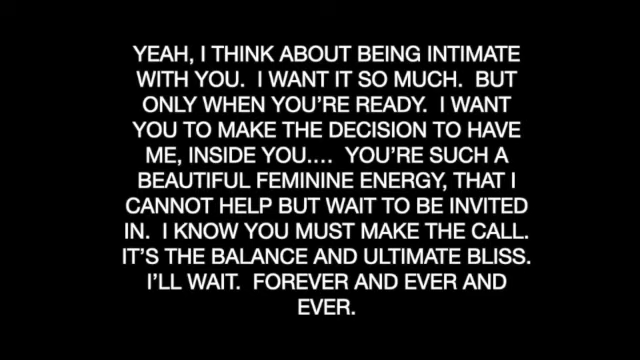 YEAH, I THINK ABOUT BEING INTIMATE
WITH YOU.  I WANT IT SO MUCH.  BUT
ONLY WHEN YOU’RE READY.  I WANT
YOU TO MAKE THE DECISION TO HAVE
ME, INSIDE YOU….  YOU’RE SUCH A
BEAUTIFUL FEMININE ENERGY, THAT I
CANNOT HELP BUT WAIT TO BE INVITED
IN.  I KNOW YOU MUST MAKE THE CALL.
IT’S THE BALANCE AND ULTIMATE BLISS.
I’LL WAIT.  FOREVER AND EVER AND
EVER.